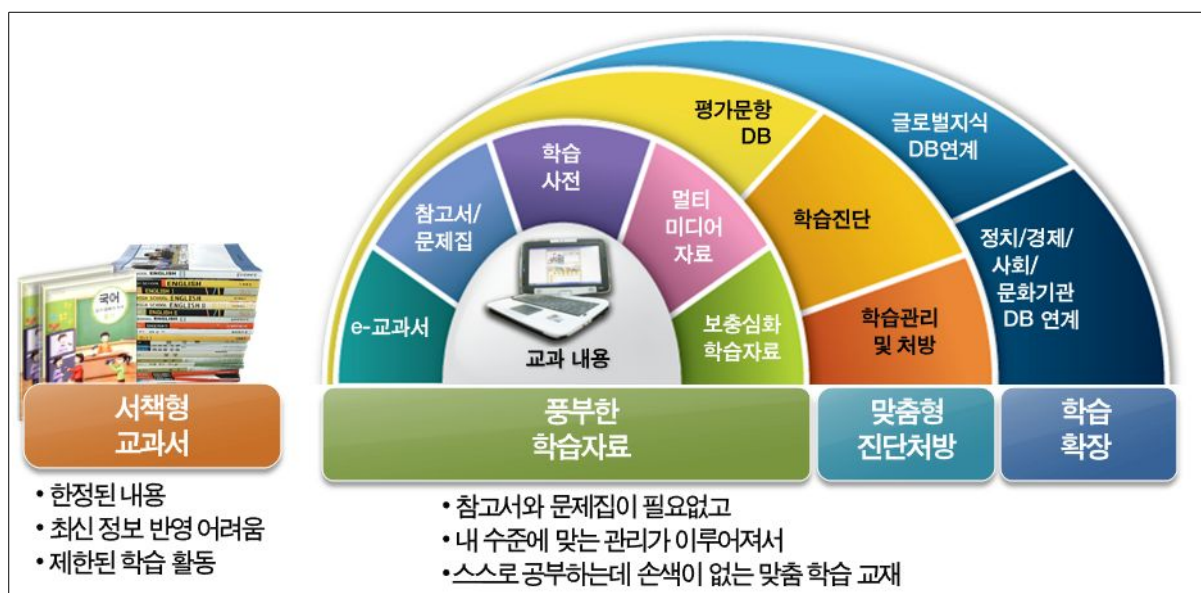 글로벌지식
DB연계
평가문항
DB
학습
사전
참고서/
문제집
멀티
미디어
자료
학습진단
정치/경제/
사회/
문화기관
DB 연계
e-교과서
교과 내용
보충심화
학습자료
학습관리
및 처방
국어
ENGLISH
ENGLISH
ENGLISH
서책형
교과서
풍부한
학습자료
맞춤형
진단처방
학습
확장
• 한정된 내용
• 최신 정보 반영 어려움
• 제한된 학습 활동
• 참고서와 문제집이 필요없고
• 내 수준에 맞는 관리가 이루어져서
• 스스로 공부하는데 손색이 없는 맞춤 학습 교재